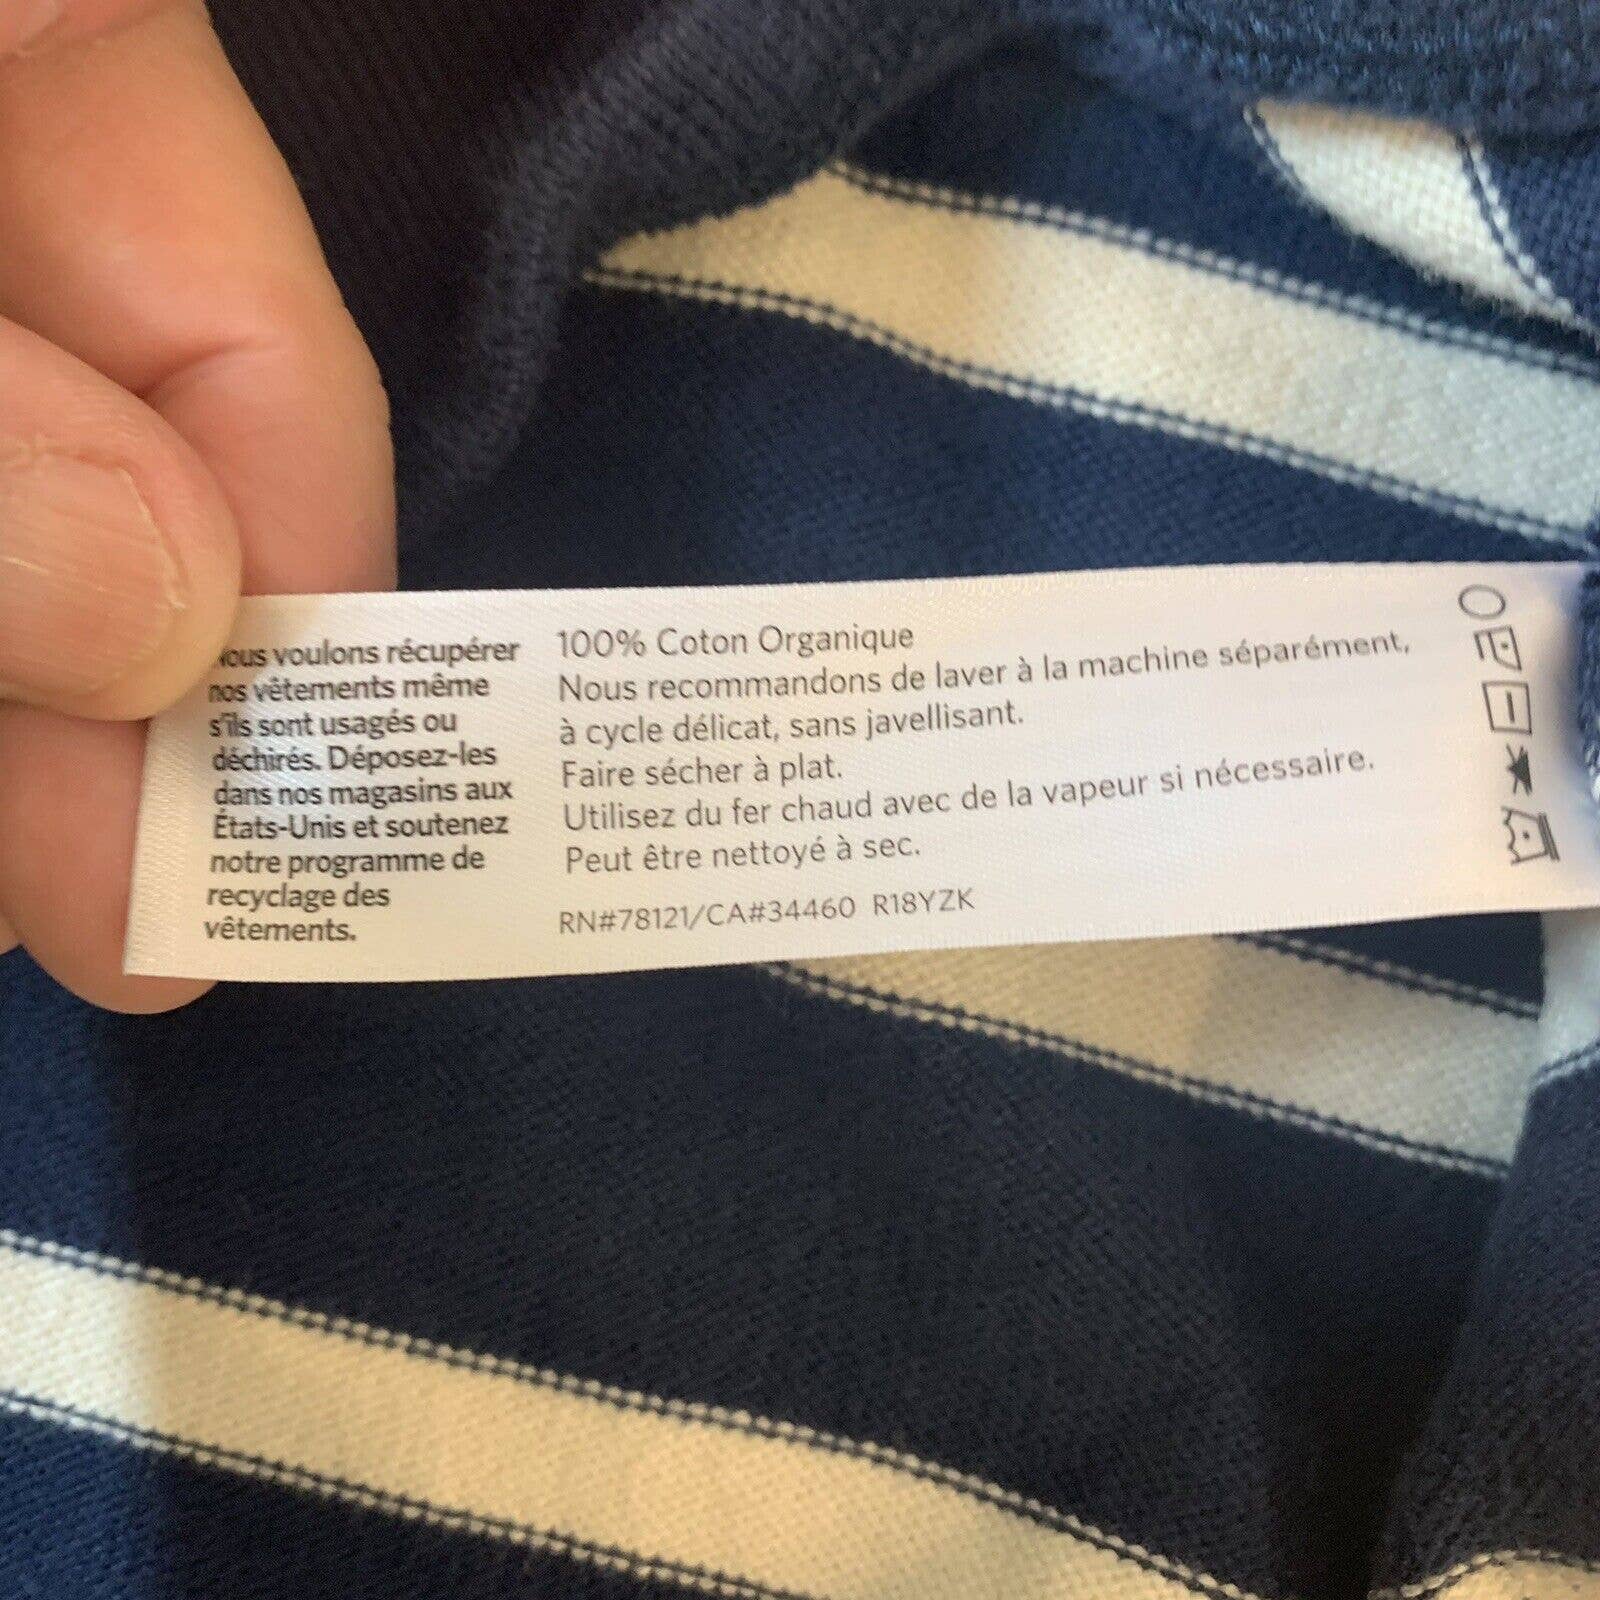 voulons récupérer
nos vêtements même
s'ils sont usagés ou
déchirés. Déposez-les
dans nos magasins aux
États-Unis et soutenez
notre programme de
recyclage des
vêtements.
100% Coton Organique
Nous recommandons de laver à la machine séparément,
à cycle délicat, sans javellisant.
Faire sécher à plat.
Utilisez du fer chaud avec de la vapeur si nécessaire.
Peut être nettoyé à sec.
RN#78121/CA#34460 R18YZK